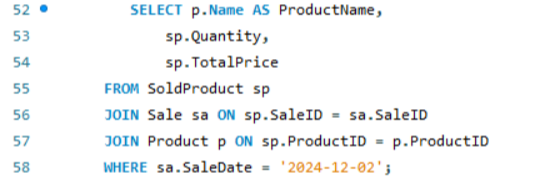 52 SELECT p.Name AS ProductName,
53 sp.Quantity,
54 sp.TotalPrice
55 FROM SoldProduct sp
56 JOIN Sale sa ON sp.SaleID = sa.SaleID
57 JOIN Product p ON sp.ProductID = p.ProductID
58 WHERE sa.SaleDate = '2024-12-02';